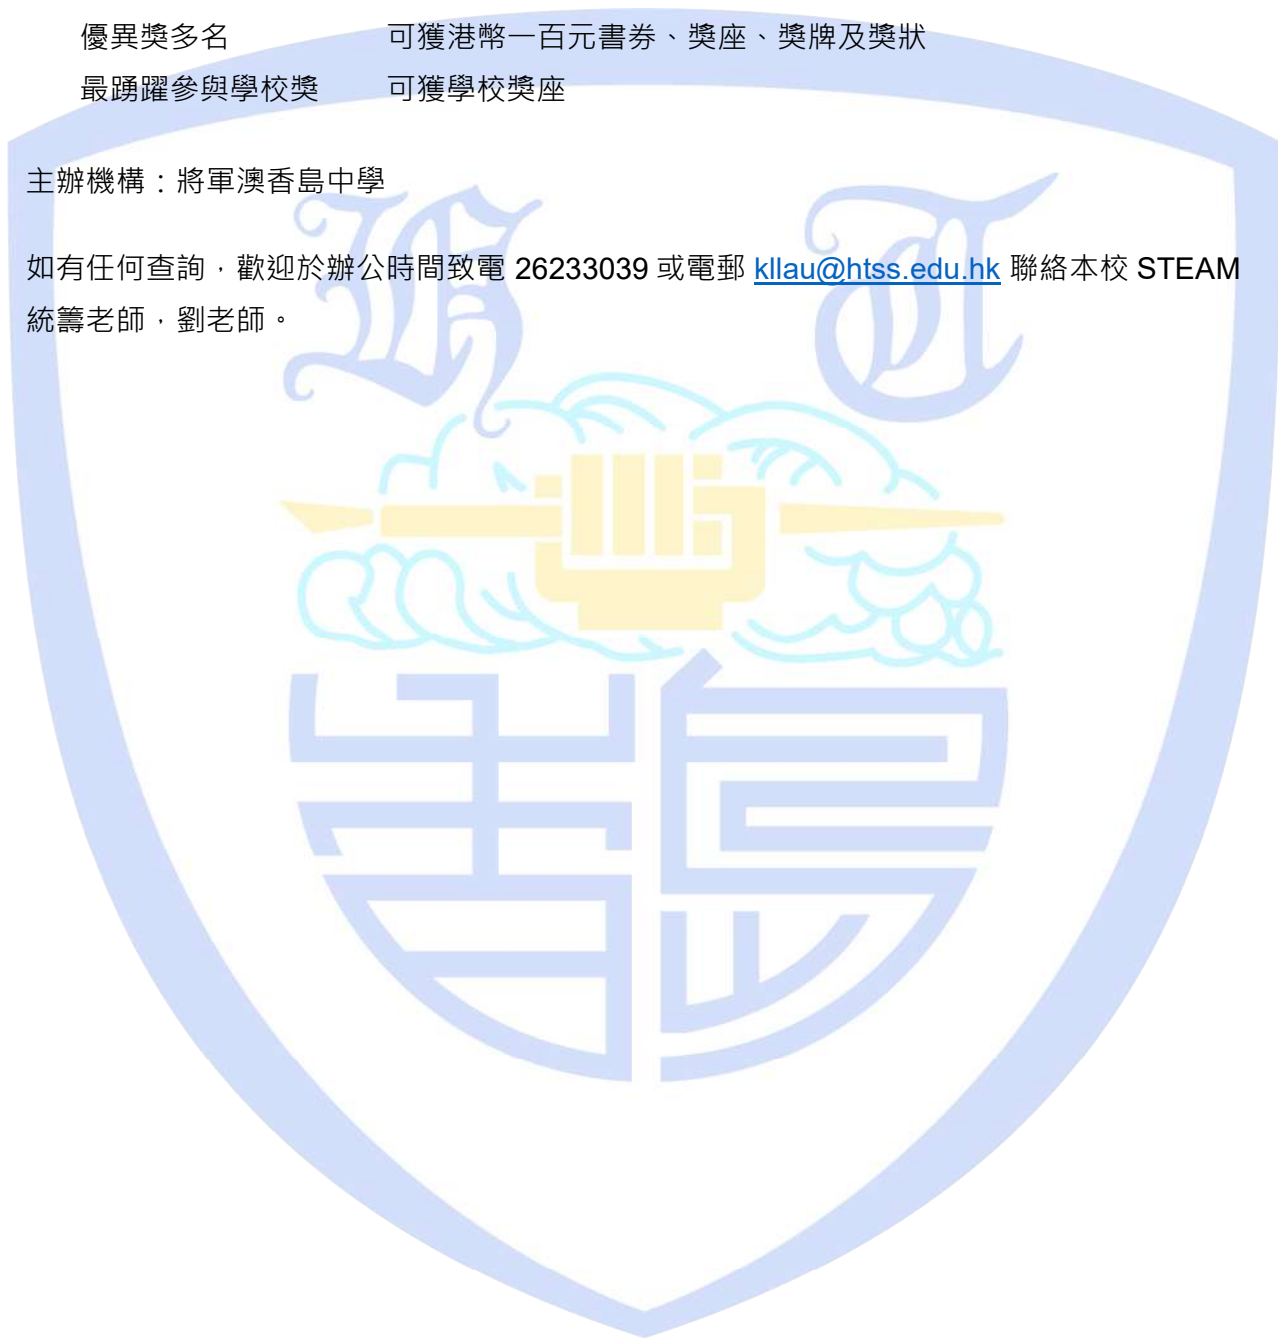 優異獎多名 可獲港幣一百元書券、獎座、獎牌及獎狀
最踴躍參與學校獎 可獲學校獎座
主辦機構：將軍澳香島中學
如有任何查詢，歡迎於辦公時間致電 26233039 或電郵 kllau@htss.edu.hk 聯絡本校 STEAM
統籌老師，劉老師。
H T
香島